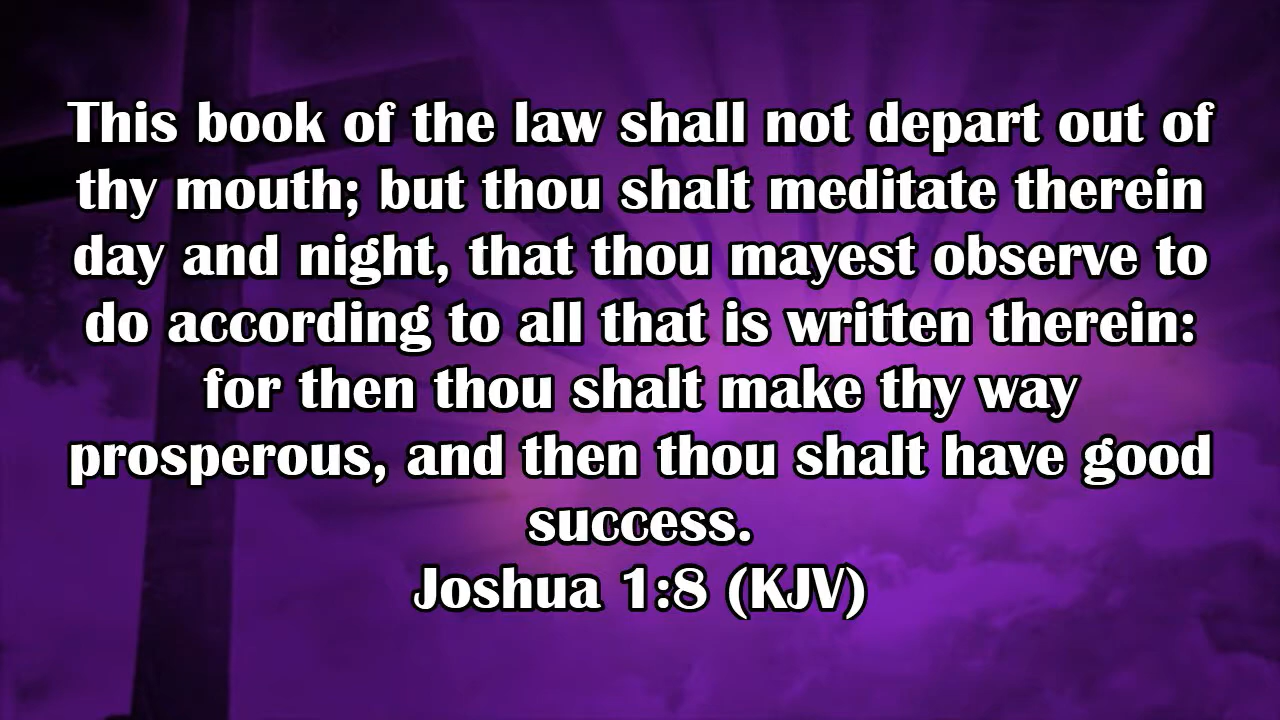 This book of the law shall not depart out of
thy mouth; but thou shalt meditate therein
day and night, that thou mayest observe to
do according to all that is written therein:
for then thou shalt make thy way
prosperous, and then thou shalt have good
success.
Joshua 1:8 (KJV)